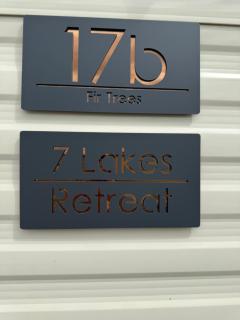 17b
Fir Trees
7 Lakes
Retreat